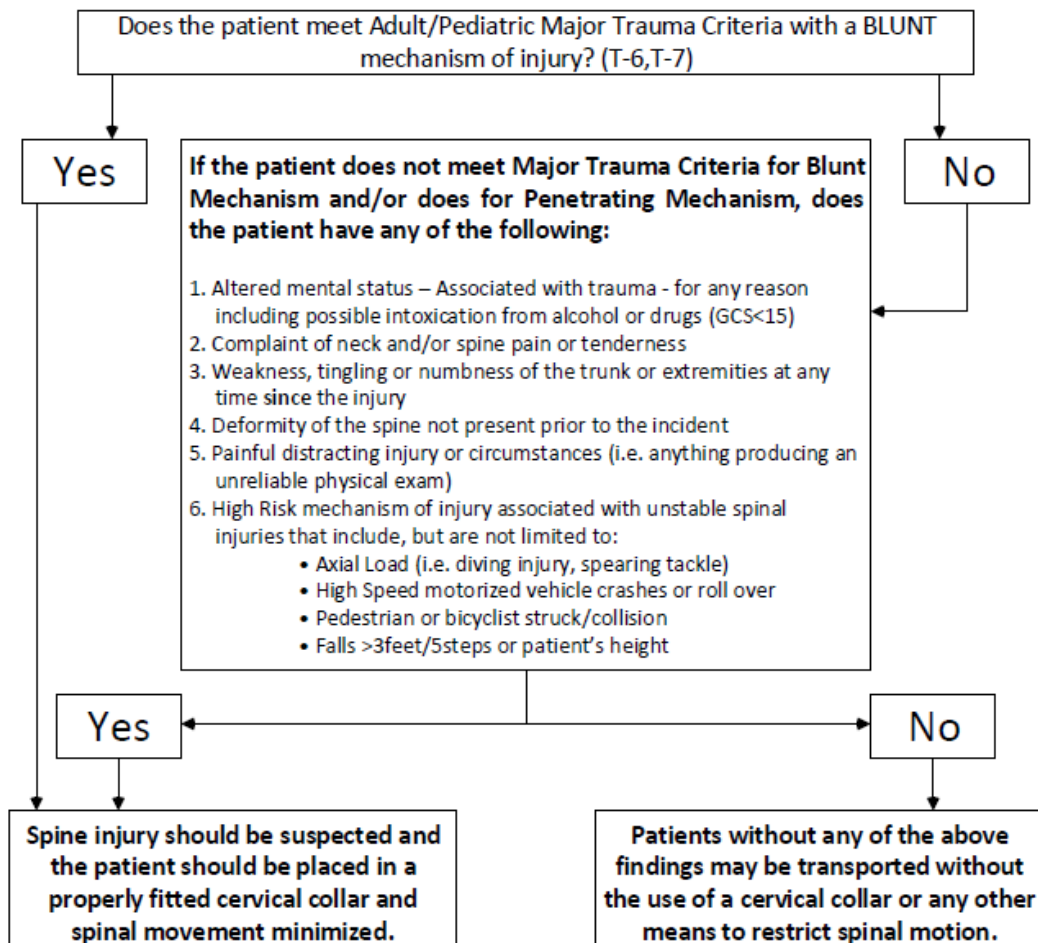 Does the patient meet Adult/Pediatric Major Trauma Criteria with a BLUNT
mechanism of injury? (T-6,T-7)
Yes
No
If the patient does not meet Major Trauma Criteria for Blunt
Mechanism and/or does for Penetrating Mechanism, does
the patient have any of the following:
1. Altered mental status – Associated with trauma - for any reason
including possible intoxication from alcohol or drugs (GCS<15)
2. Complaint of neck and/or spine pain or tenderness
3. Weakness, tingling or numbness of the trunk or extremities at any
time since the injury
4. Deformity of the spine not present prior to the incident
5. Painful distracting injury or circumstances (i.e. anything producing an
unreliable physical exam)
6. High Risk mechanism of injury associated with unstable spinal
injuries that include, but are not limited to:
• Axial Load (i.e. diving injury, spearing tackle)
• High Speed motorized vehicle crashes or roll over
• Pedestrian or bicyclist struck/collision
• Falls >3feet/5steps or patient's height
Yes
No
Spine injury should be suspected and
the patient should be placed in a
properly fitted cervical collar and
spinal movement minimized.
Patients without any of the above
findings may be transported without
the use of a cervical collar or any other
means to restrict spinal motion.